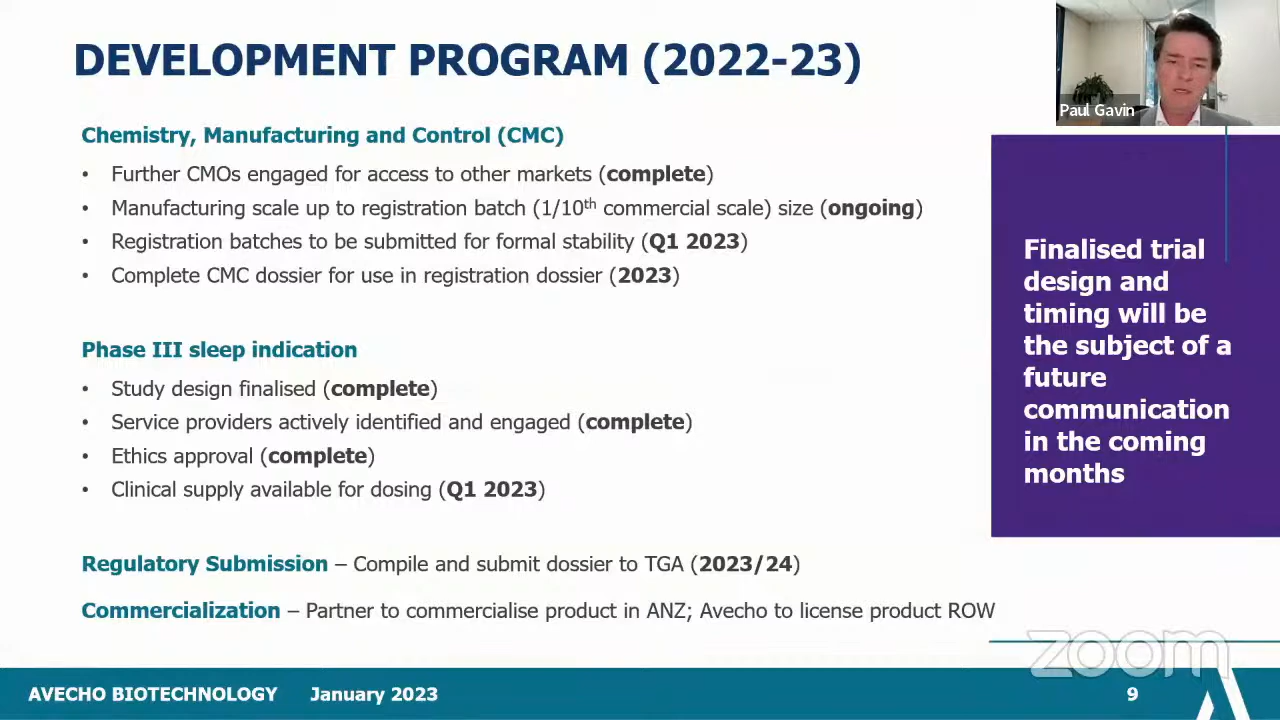 DEVELOPMENT PROGRAM (2022-23)
Paul Gavin
Chemistry, Manufacturing and Control (CMC)
• Further CMOs engaged for access to other markets (complete)
• Manufacturing scale up to registration batch (1/10th commercial scale) size (ongoing)
• Registration batches to be submitted for formal stability (Q1 2023)
• Complete CMC dossier for use in registration dossier (2023)
Phase III sleep indication
• Study design finalised (complete)
• Service providers actively identified and engaged (complete)
• Ethics approval (complete)
• Clinical supply available for dosing (Q1 2023)
Regulatory Submission – Compile and submit dossier to TGA (2023/24)
Commercialization – Partner to commercialise product in ANZ; Avecho to license product ROW
Finalised trial
design and
timing will be
the subject of a
future
communication
in the coming
months
zoom
AVECHO BIOTECHNOLOGY January 2023 9